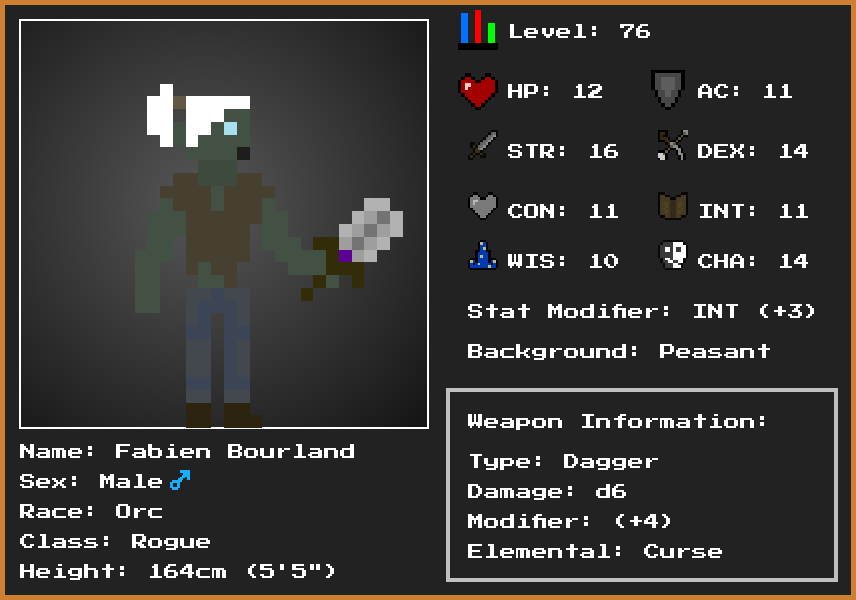 Level: 76
HP: 12 AC: 11
STR: 16 DEX: 14
CON: 11 INT: 11
WIS: 10 CHA: 14
Stat Modifier: INT (+3)
Background: Peasant
Weapon Information:
Type: Dagger
Damage: d6
Modifier: (+4)
Elemental: Curse
Name: Fabien Bourland
Sex: Male ♂
Race: Orc
Class: Rogue
Height: 164cm (5'5")